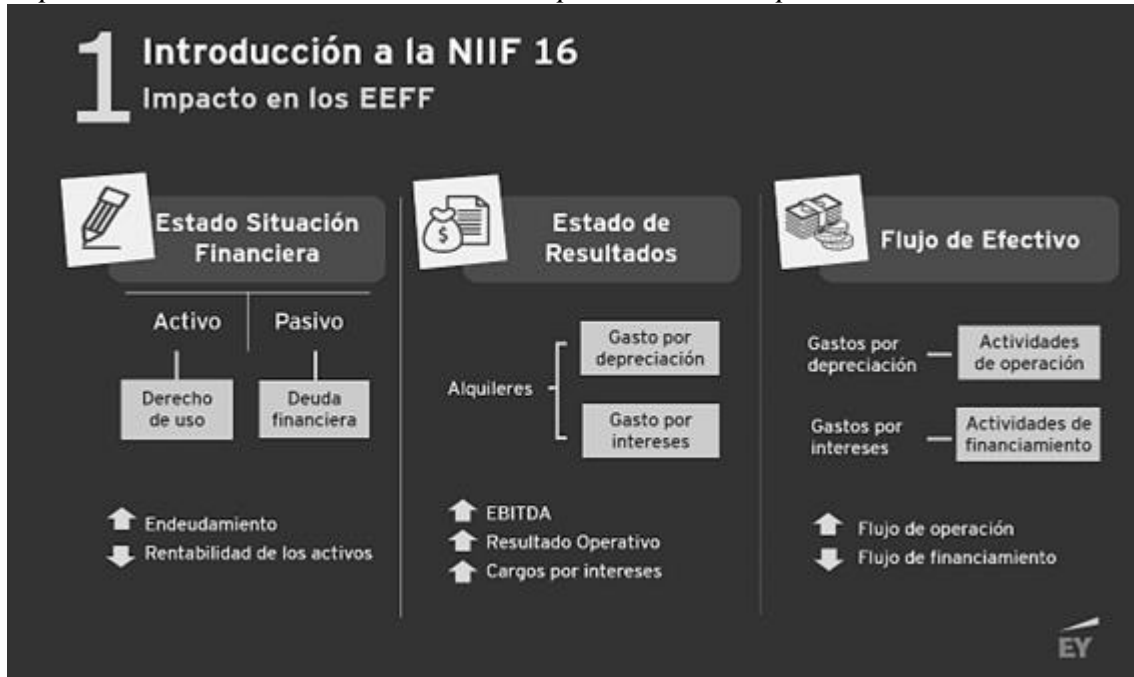 1
Introducción a la NIIF 16
Impacto en los EEFF
Estado Situación
Financiera
Activo
Pasivo
Derecho
de uso
Deuda
financiera
Endeudamiento
Rentabilidad de los activos
Estado de
Resultados
$
Alquileres
Gasto por
depreciación
Gasto por
intereses
EBITDA
Resultado Operativo
Cargos por intereses
Flujo de Efectivo
Gastos por
depreciación
Actividades
de operación
Gastos por
intereses
Actividades de
financiamiento
Flujo de operación
Flujo de financiamiento
EY